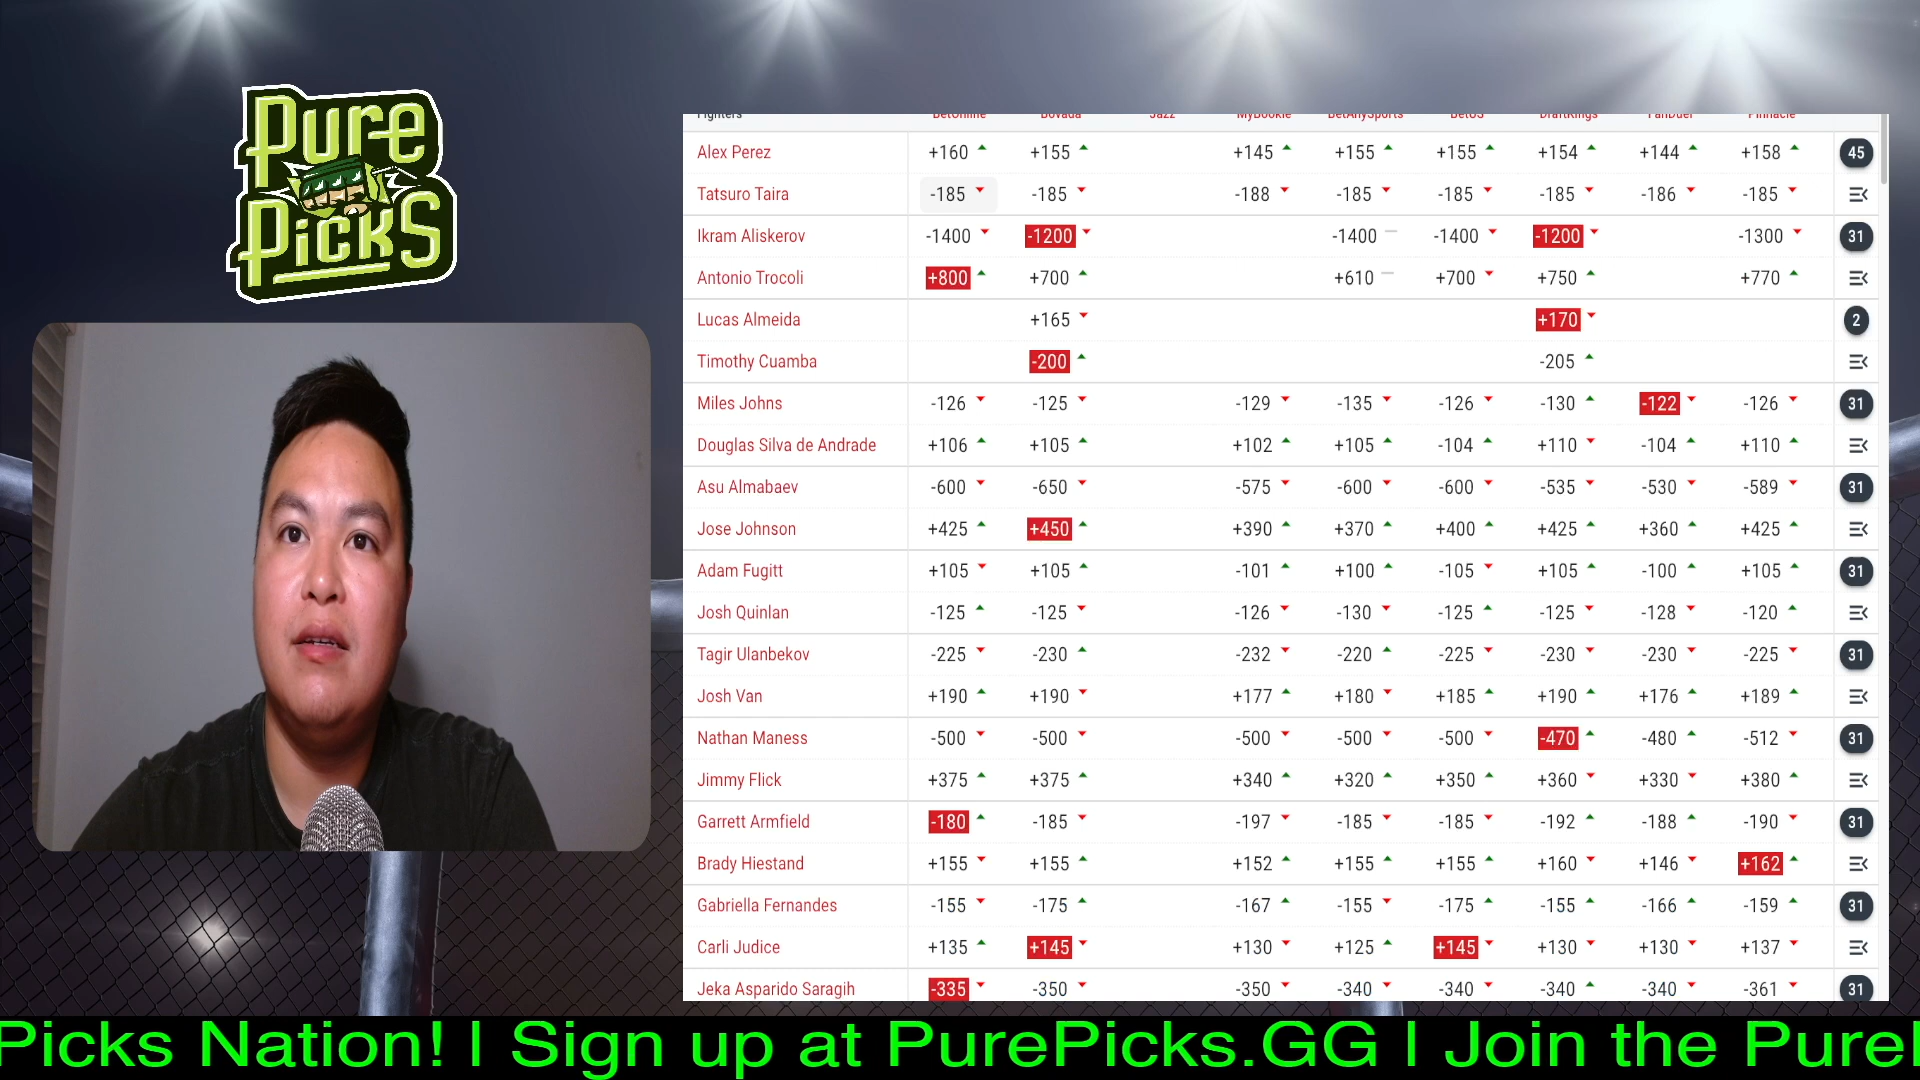 Pure
Picks
Fighters BetOnline Bovada Jazz MyBookie BetAnySports BetUS DraftKings FanDuel Pinnacle
Alex Perez +160 +155 +145 +155 +155 +154 +144 +158 45
Tatsuro Taira -185 -185 -188 -185 -185 -185 -186 -185
Ikram Aliskerov -1400 -1200 -1400 -1400 -1200 -1300 31
Antonio Trocoli +800 +700 +610 +700 +750 +770
Lucas Almeida +165 +170 2
Timothy Cuamba -200 -205
Miles Johns -126 -125 -129 -135 -126 -130 -122 -126 31
Douglas Silva de Andrade +106 +105 +102 +105 -104 +110 -104 +110
Asu Almabaev -600 -650 -575 -600 -600 -535 -530 -589 31
Jose Johnson +425 +450 +390 +370 +400 +425 +360 +425
Adam Fugitt +105 +105 -101 +100 -105 +105 -100 +105 31
Josh Quinlan -125 -125 -126 -130 -125 -125 -128 -120
Tagir Ulanbekov -225 -230 -232 -220 -225 -230 -230 -225 31
Josh Van +190 +190 +177 +180 +185 +190 +176 +189
Nathan Maness -500 -500 -500 -500 -500 -470 -480 -512 31
Jimmy Flick +375 +375 +340 +320 +350 +360 +330 +380
Garrett Armfield -180 -185 -197 -185 -185 -192 -188 -190 31
Brady Hiestand +155 +155 +152 +155 +155 +160 +146 +162
Gabriella Fernandes -155 -175 -167 -155 -175 -155 -166 -159 31
Carli Judice +135 +145 +130 +125 +145 +130 +130 +137
Jeka Asparido Saragih -335 -350 -350 -340 -340 -340 -340 -361 31
Picks Nation! | Sign up at PurePicks.GG | Join the Pure